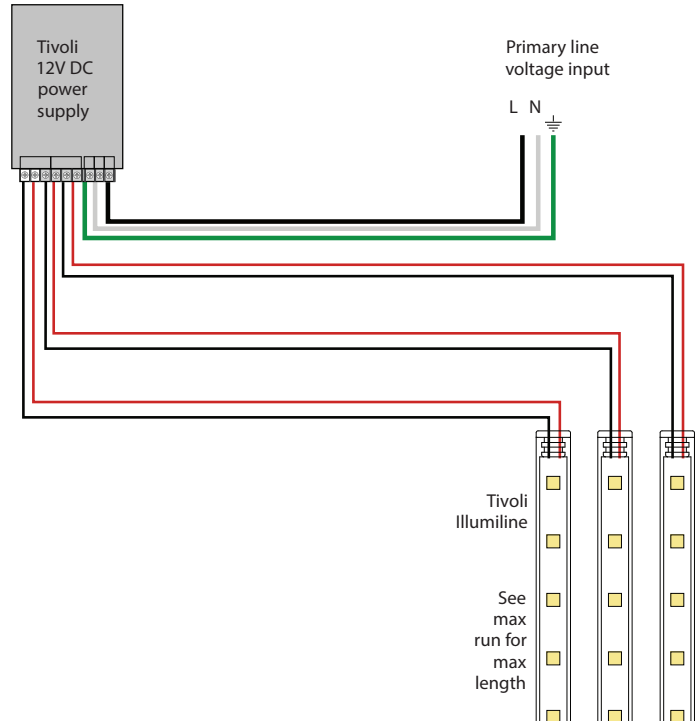 Tivoli
12V DC
power
supply
Primary line
voltage input
L N
Tivoli
Illumiline
See
max
run for
max
length